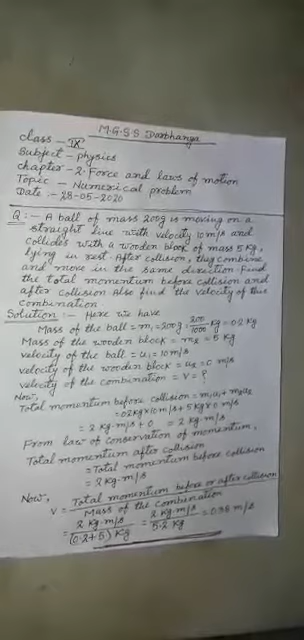 M.G.S.S Darbhanga
class - IX
Subject - physics
chapter - 2. Force and laws of motion
Topic - Numerical problem
Date :- 28-05-2020
Q:- A ball of mass 200g is moving on a
straight line with velocity 10 m/s and
collides with a wooden block of mass 5 Kg,
lying in rest. After collision, they combine
and move in the same direction. Find
the total momentum before collision and
after collision. Also find the velocity of this
combination.
Solution :- Here we have
Mass of the ball = m₁ = 200g = 200/1000 Kg = 0.2 Kg
Mass of the wooden block = m₂ = 5 Kg
velocity of the ball = u₁ = 10 m/s
velocity of the wooden block = u₂ = 0 m/s
velocity of the combination = v = ?
Now,
Total momentum before collision = m₁u₁ + m₂u₂
= 0.2 Kg × 10 m/s + 5 Kg × 0 m/s
= 2 Kg·m/s + 0 = 2 Kg·m/s
From law of conservation of momentum,
Total momentum after collision
= Total momentum before collision
= 2 Kg·m/s
Now,
v = Total momentum before or after collision / Mass of the combination
= 2 Kg·m/s / (0.2+5) Kg = 2 Kg·m/s / 5.2 Kg = 0.38 m/s